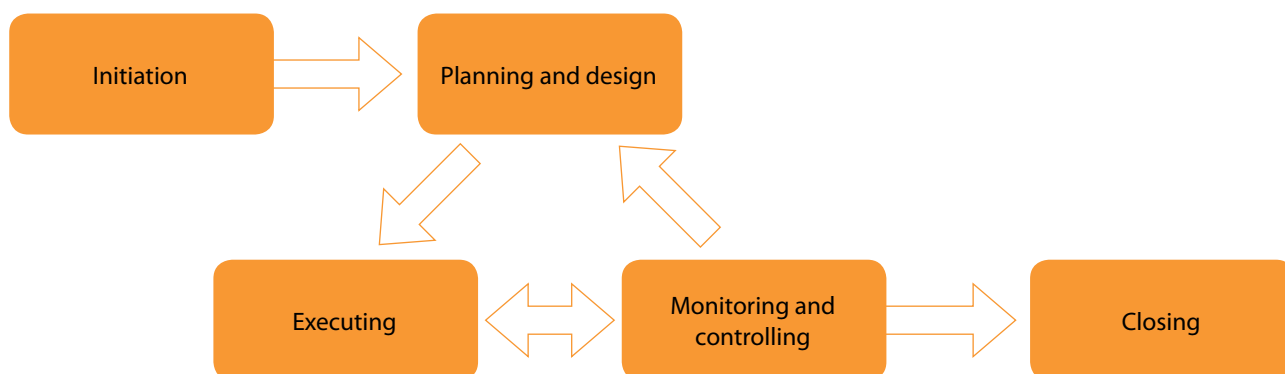 Initiation
Planning and design
Executing
Monitoring and
controlling
Closing